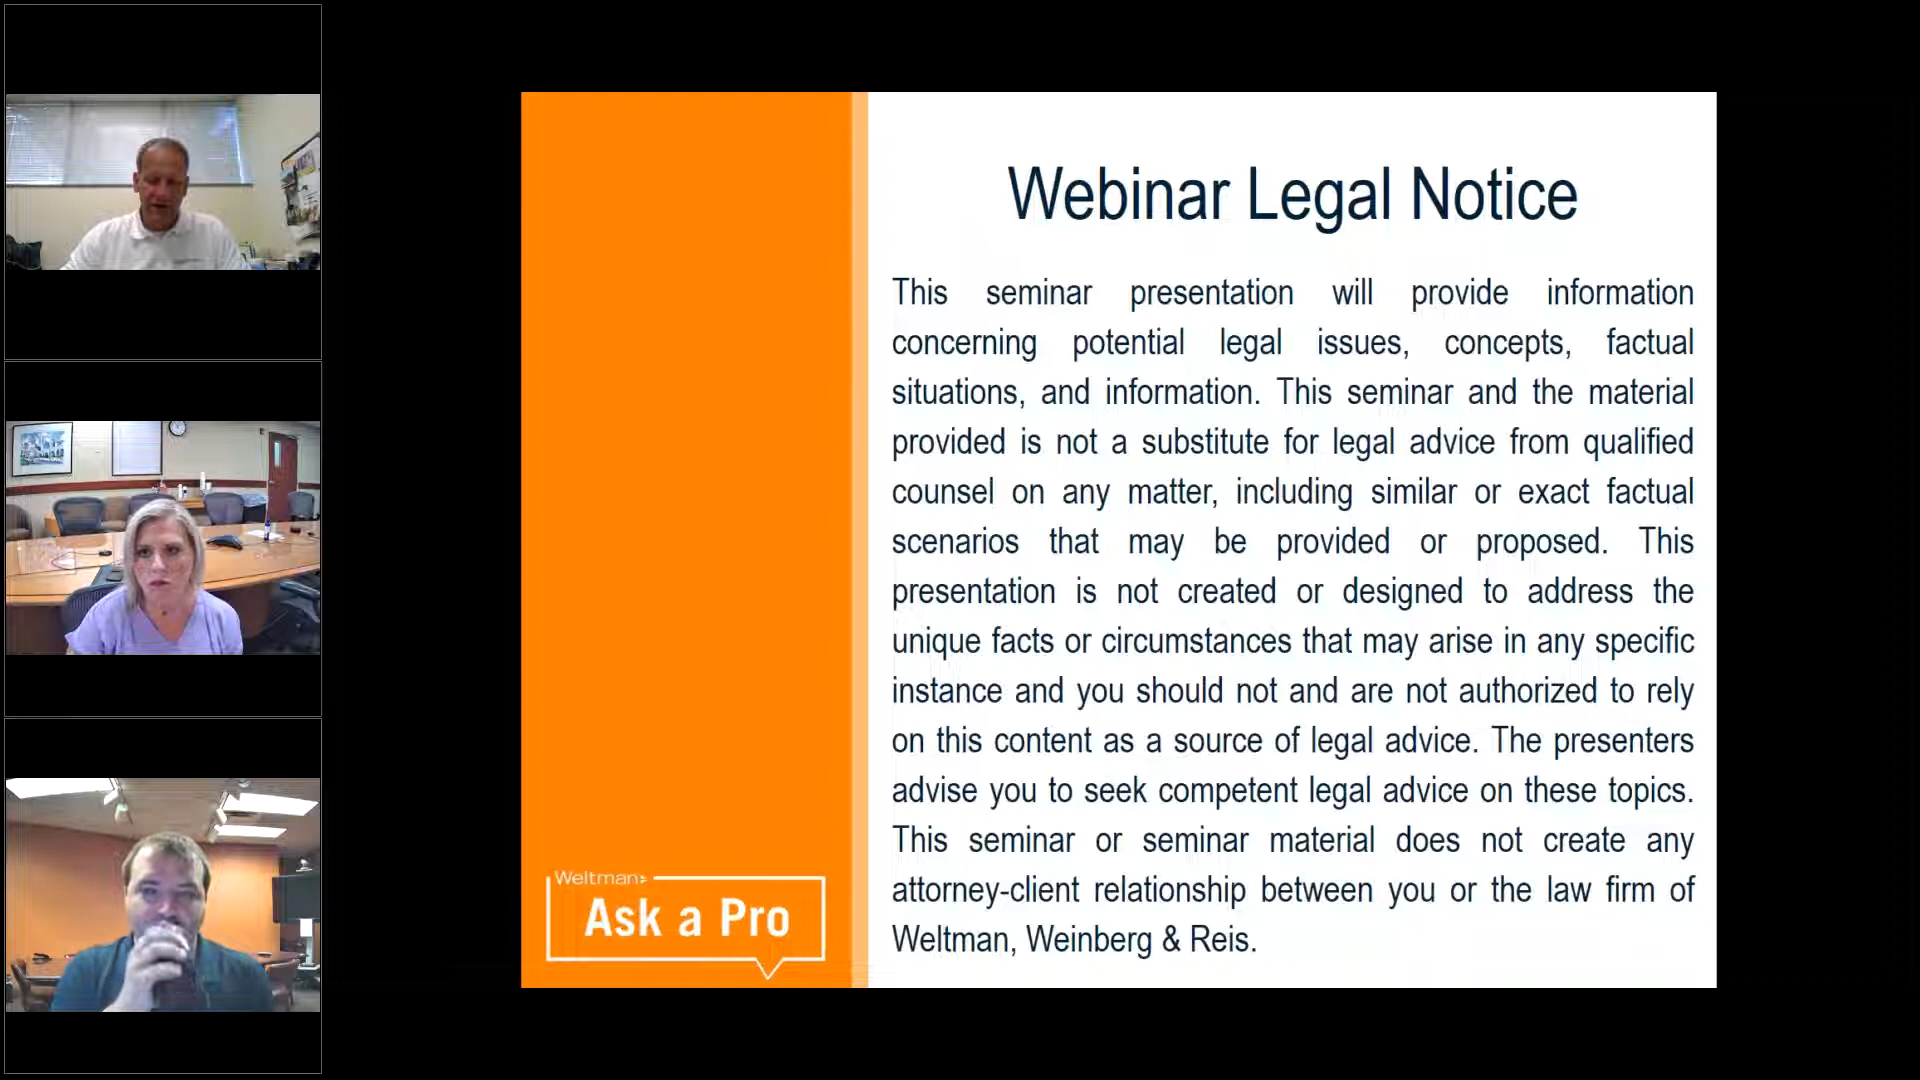 Webinar Legal Notice
This seminar presentation will provide information
concerning potential legal issues, concepts, factual
situations, and information. This seminar and the material
provided is not a substitute for legal advice from qualified
counsel on any matter, including similar or exact factual
scenarios that may be provided or proposed. This
presentation is not created or designed to address the
unique facts or circumstances that may arise in any specific
instance and you should not and are not authorized to rely
on this content as a source of legal advice. The presenters
advise you to seek competent legal advice on these topics.
This seminar or seminar material does not create any
attorney-client relationship between you or the law firm of
Weltman, Weinberg & Reis.
Weltman
Ask a Pro